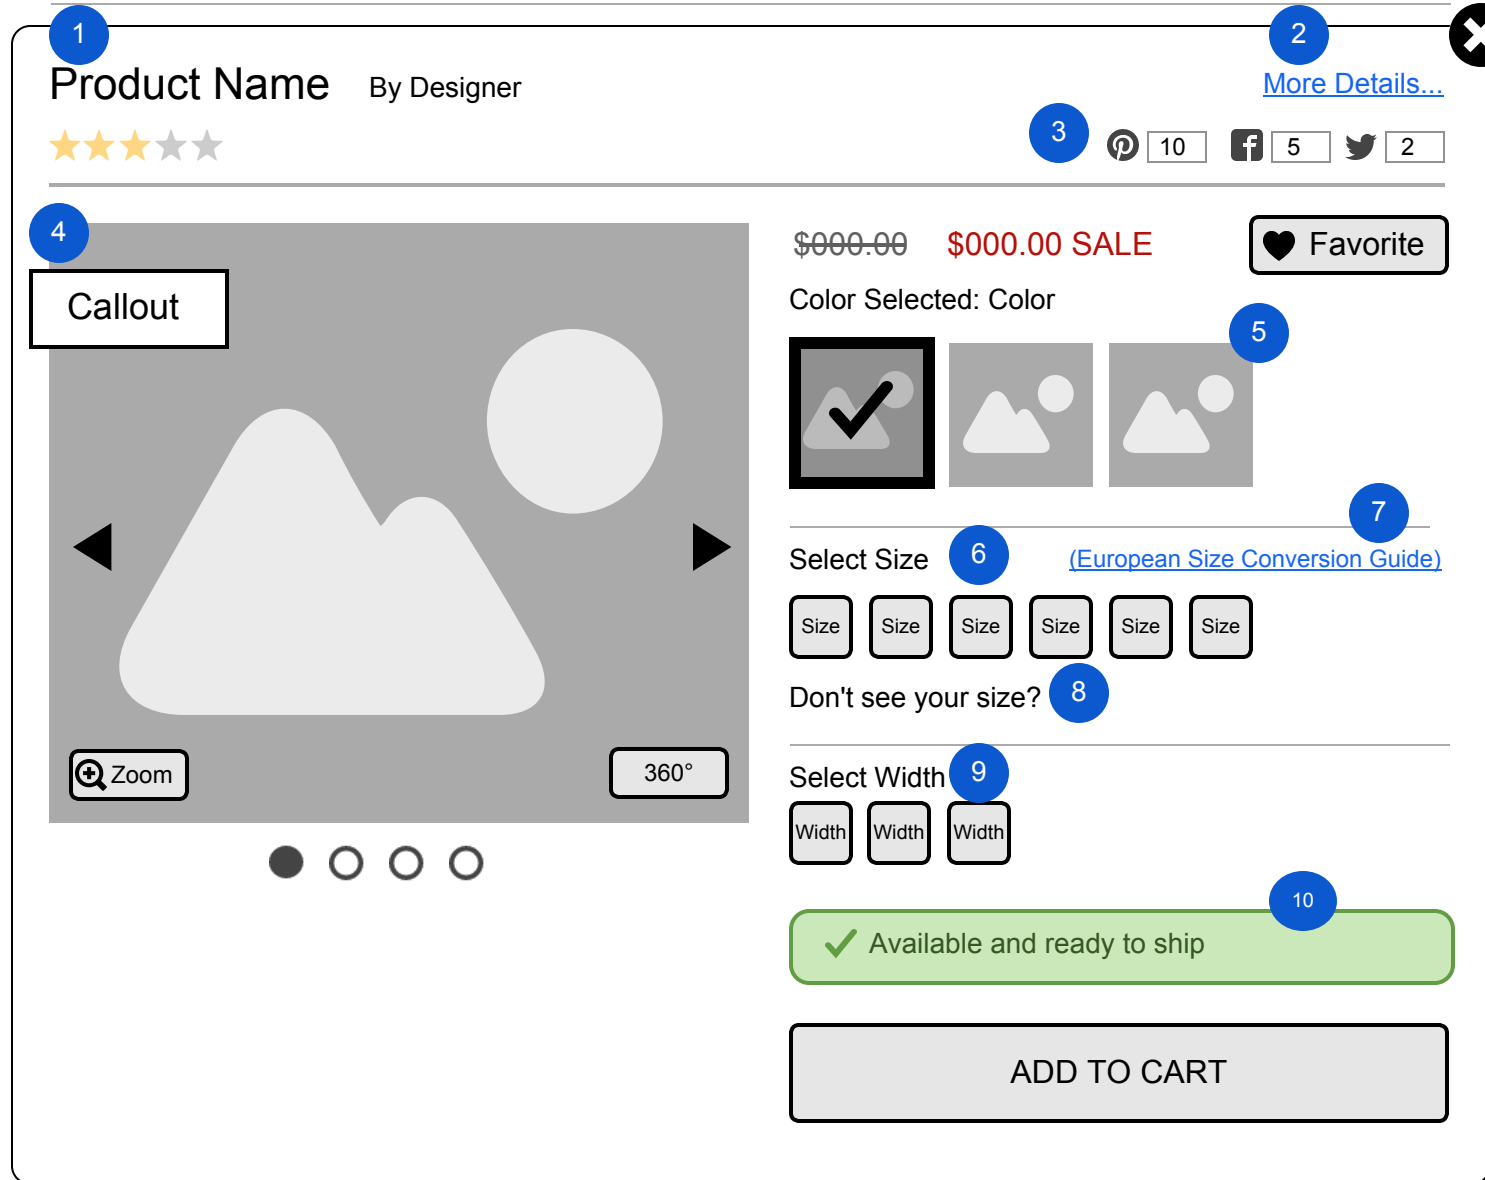 1
2
Product Name By Designer
More Details...
3
10
5
2
4
Callout
$000.00 $000.00 SALE
Favorite
Color Selected: Color
5
7
Select Size
6
(European Size Conversion Guide)
Size Size Size Size Size Size
Don't see your size?
8
Zoom
360°
Select Width
9
Width Width Width
10
Available and ready to ship
ADD TO CART